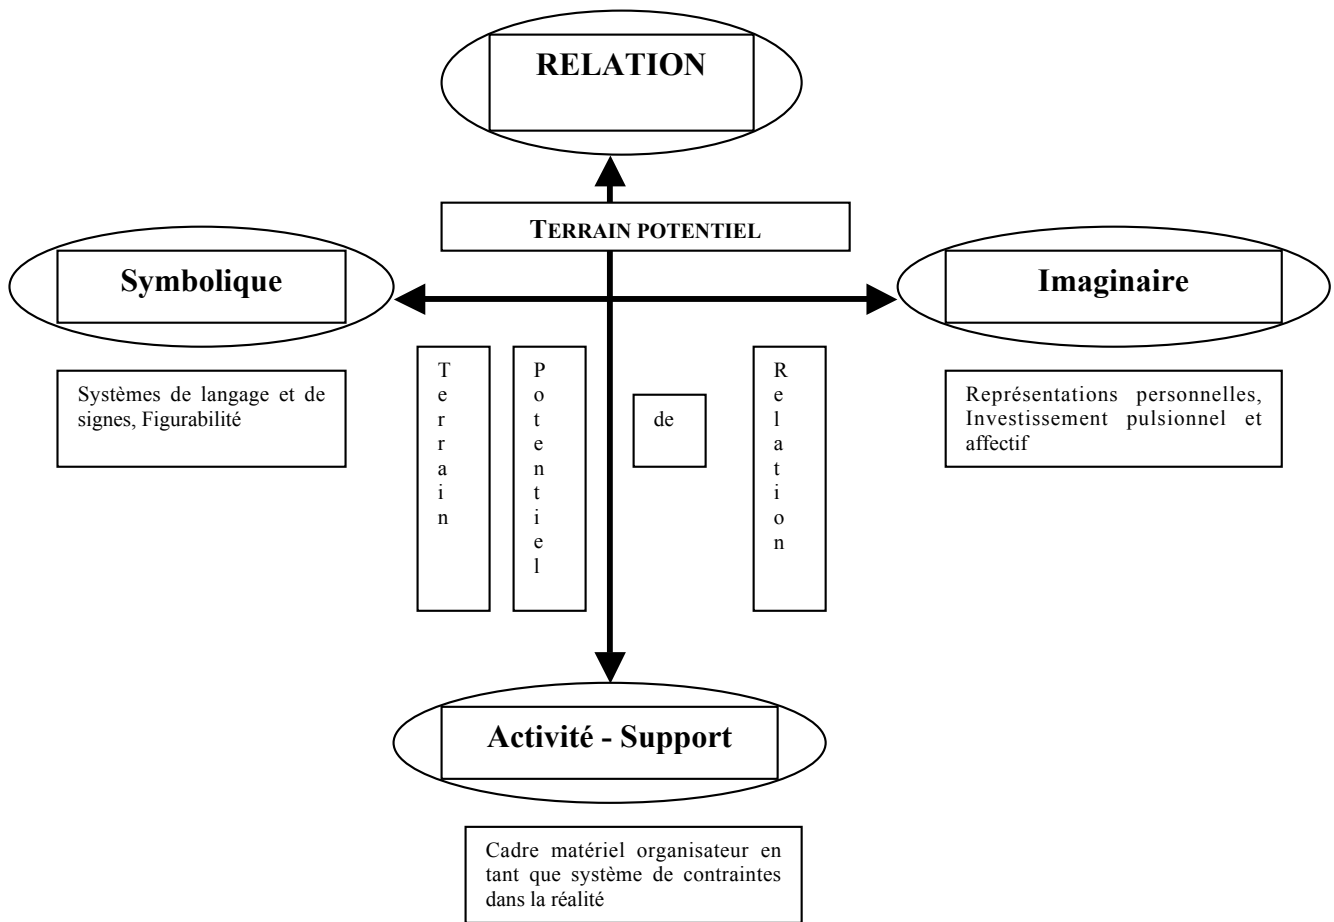 RELATION
TERRAIN POTENTIEL
Symbolique
Imaginaire
Systèmes de langage et de
signes, Figurabilité
Terrain
Potentiel
de
Relation
Représentations personnelles,
Investissement pulsionnel et
affectif
Activité - Support
Cadre matériel organisateur en
tant que système de contraintes
dans la réalité